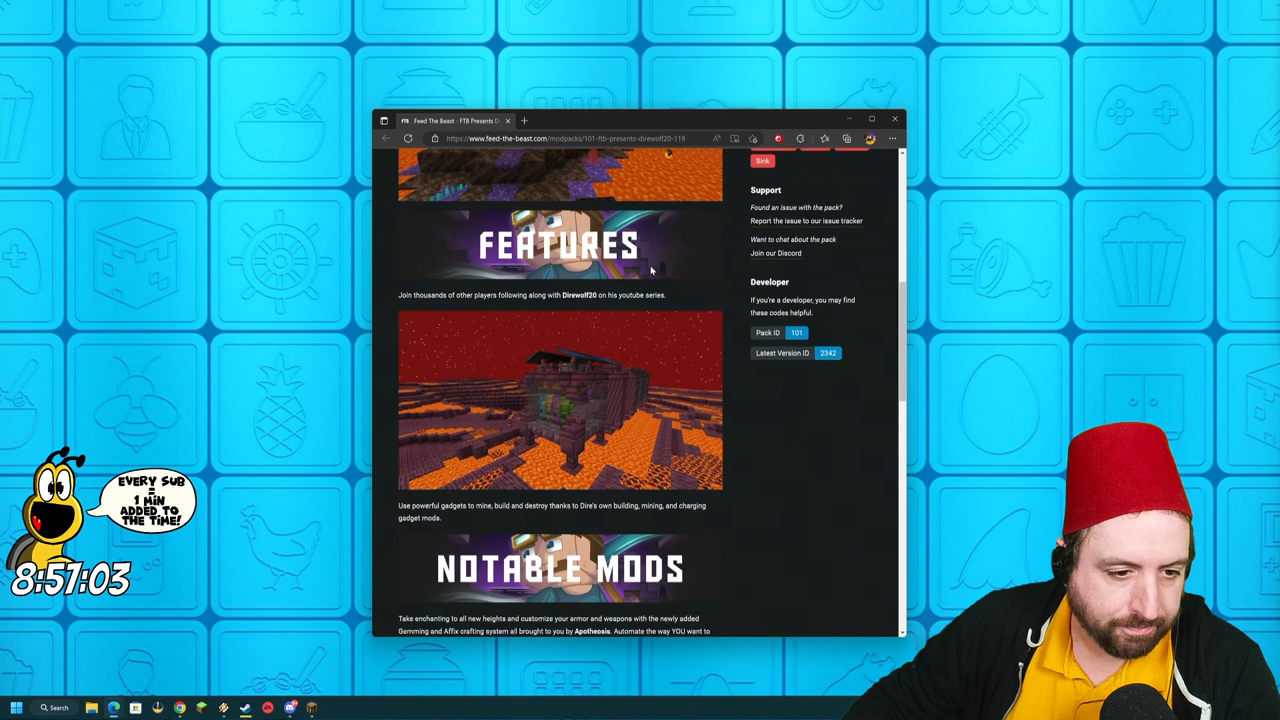 Feed The Beast - FTB Presents Di
https://www.feed-the-beast.com/modpacks/101-ftb-presents-direwolf20-119
Sink
FEATURES
Join thousands of other players following along with Direwolf20 on his youtube series.
Use powerful gadgets to mine, build and destroy thanks to Dire's own building, mining, and charging
gadget mods.
NOTABLE MODS
Take enchanting to all new heights and customize your armor and weapons with the newly added
Gemming and Affix crafting system all brought to you by Apotheosis. Automate the way YOU want to
Support
Found an issue with the pack?
Report the issue to our issue tracker
Want to chat about the pack
Join our Discord
Developer
If you're a developer, you may find
these codes helpful.
Pack ID 101
Latest Version ID 2342
EVERY SUB
=
1 MIN
ADDED TO
THE TIME!
8:57:03
Search